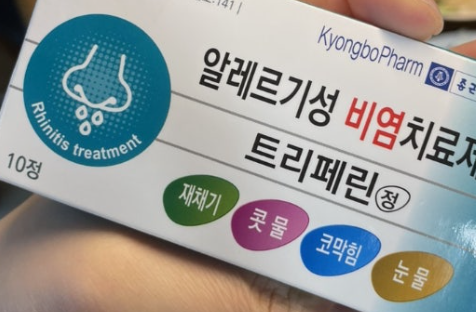 KyongboPharm
알레르기성 비염치료제
트리페린 정
Rhinitis treatment
10정
재채기
콧물
코막힘
눈물